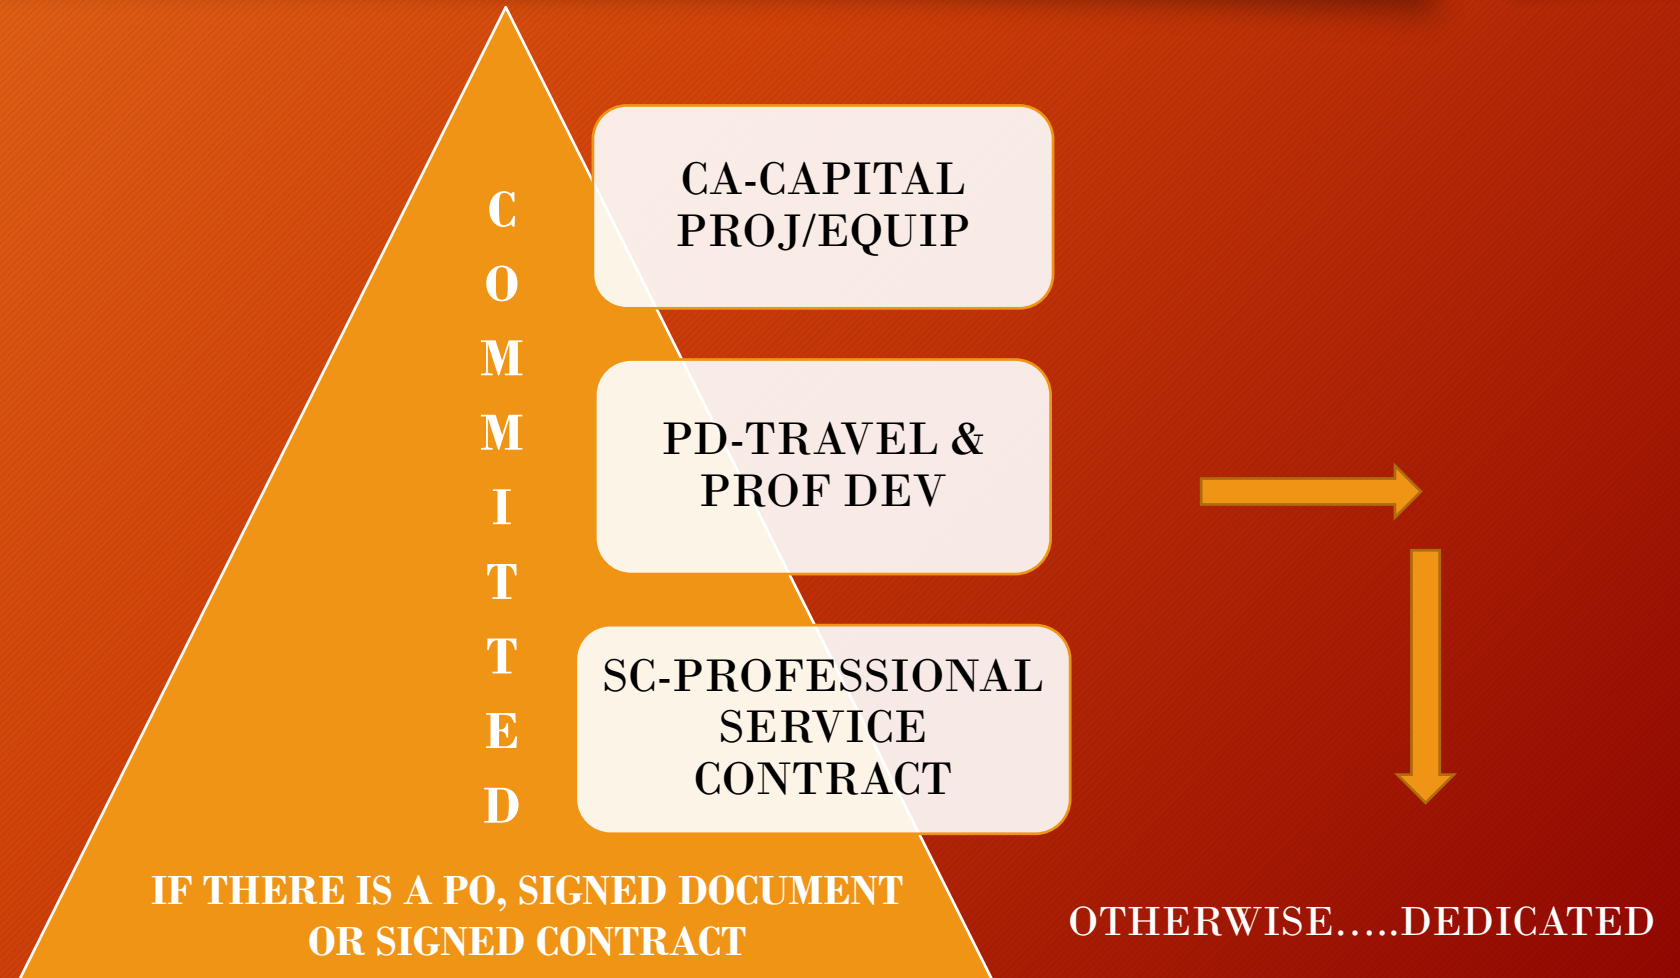 C
O
M
M
I
T
T
E
D
CA-CAPITAL
PROJ/EQUIP
PD-TRAVEL &
PROF DEV
SC-PROFESSIONAL
SERVICE
CONTRACT
IF THERE IS A PO, SIGNED DOCUMENT
OR SIGNED CONTRACT
OTHERWISE…..DEDICATED